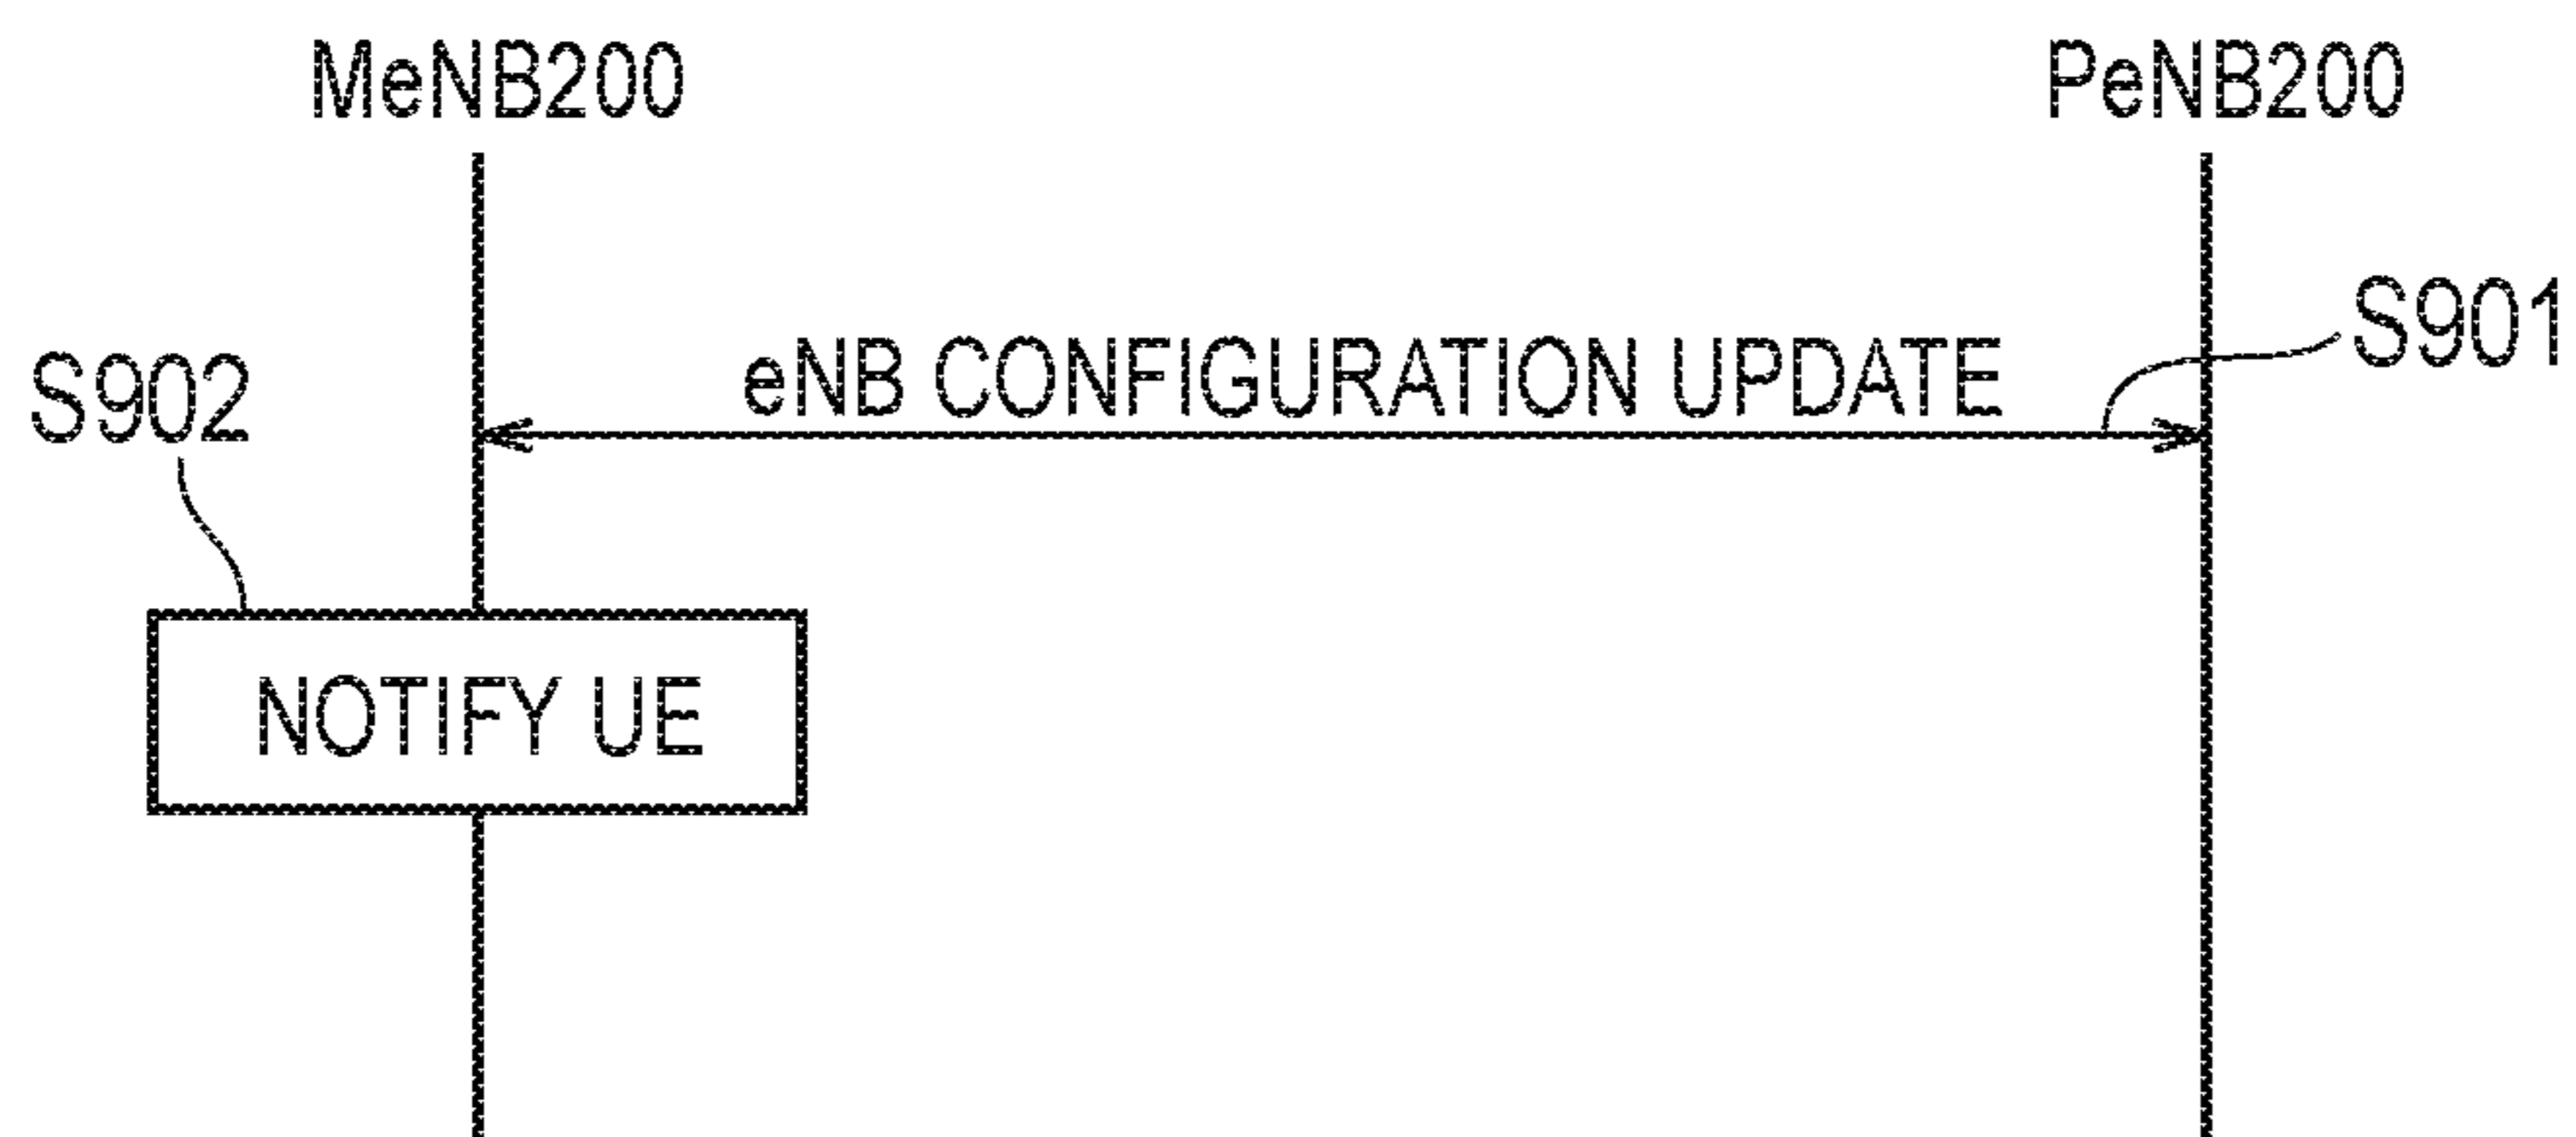 MeNB200
PeNB200
S901
eNB CONFIGURATION UPDATE
S902
NOTIFY UE